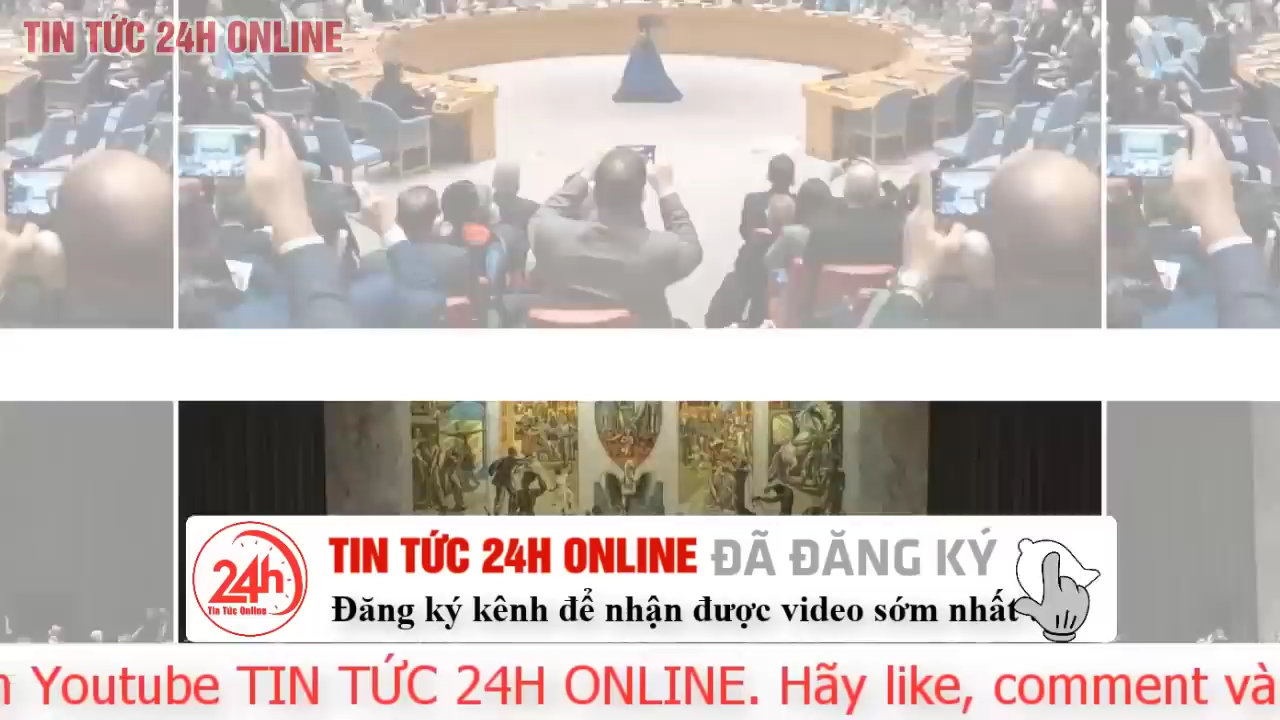 TIN TỨC 24H ONLINE
TIN TỨC 24H ONLINE ĐÃ ĐĂNG KÝ
24h
Tin Tức Online
Đăng ký kênh để nhận được video sớm nhất
Youtube TIN TỨC 24H ONLINE. Hãy like, comment và